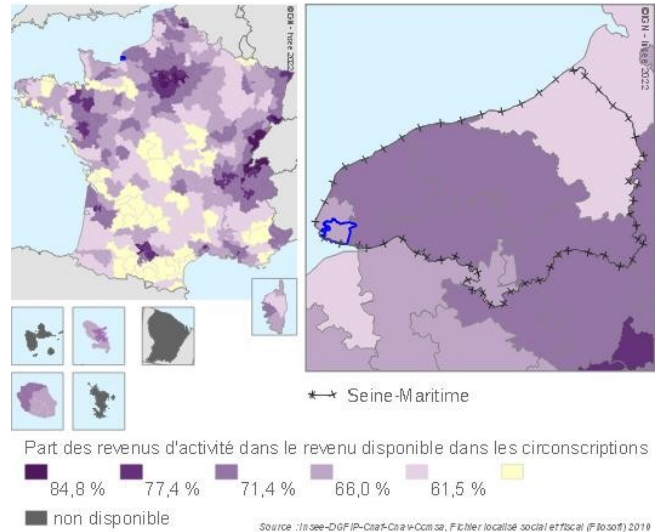 ©IGN - Insee 2022
©IGN - Insee 2022
Seine-Maritime
Part des revenus d'activité dans le revenu disponible dans les circonscriptions
84,8 % 77,4 % 71,4 % 66,0 % 61,5 %
non disponible
Source : Insee-DGFIP-Cnaf-Cnav-Ccmsa, Fichier localisé social et fiscal (Filosofi) 2018